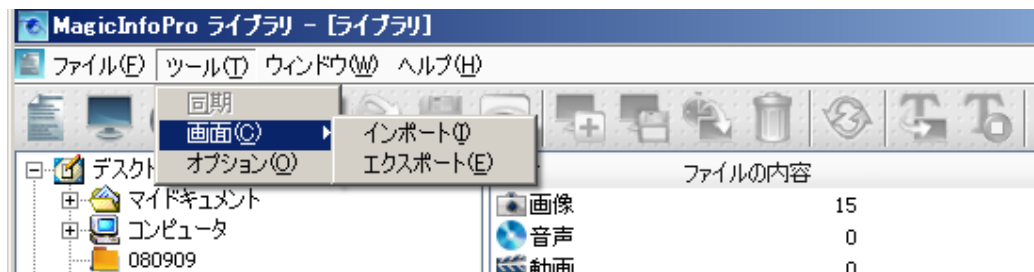 MagicInfoPro ライブラリ - [ライブラリ]
ファイル(F) ツール(T) ウィンドウ(W) ヘルプ(H)
同期
画面(C)
オプション(O)
インポート(I)
エクスポート(E)
ファイルの内容
マイドキュメント
コンピュータ
080909
画像 15
音声 0
動画 0